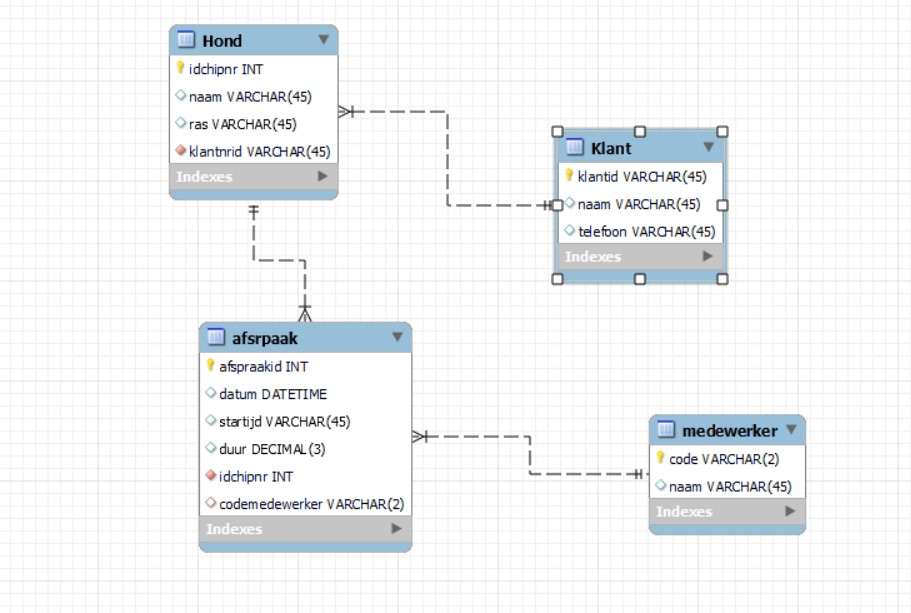 Hond
idchipnr INT
naam VARCHAR(45)
ras VARCHAR(45)
klantnrid VARCHAR(45)
Indexes
Klant
klantid VARCHAR(45)
naam VARCHAR(45)
telefoon VARCHAR(45)
Indexes
afsrpaak
afspraakid INT
datum DATETIME
startijd VARCHAR(45)
duur DECIMAL(3)
idchipnr INT
codemedewerker VARCHAR(2)
Indexes
medewerker
code VARCHAR(2)
naam VARCHAR(45)
Indexes